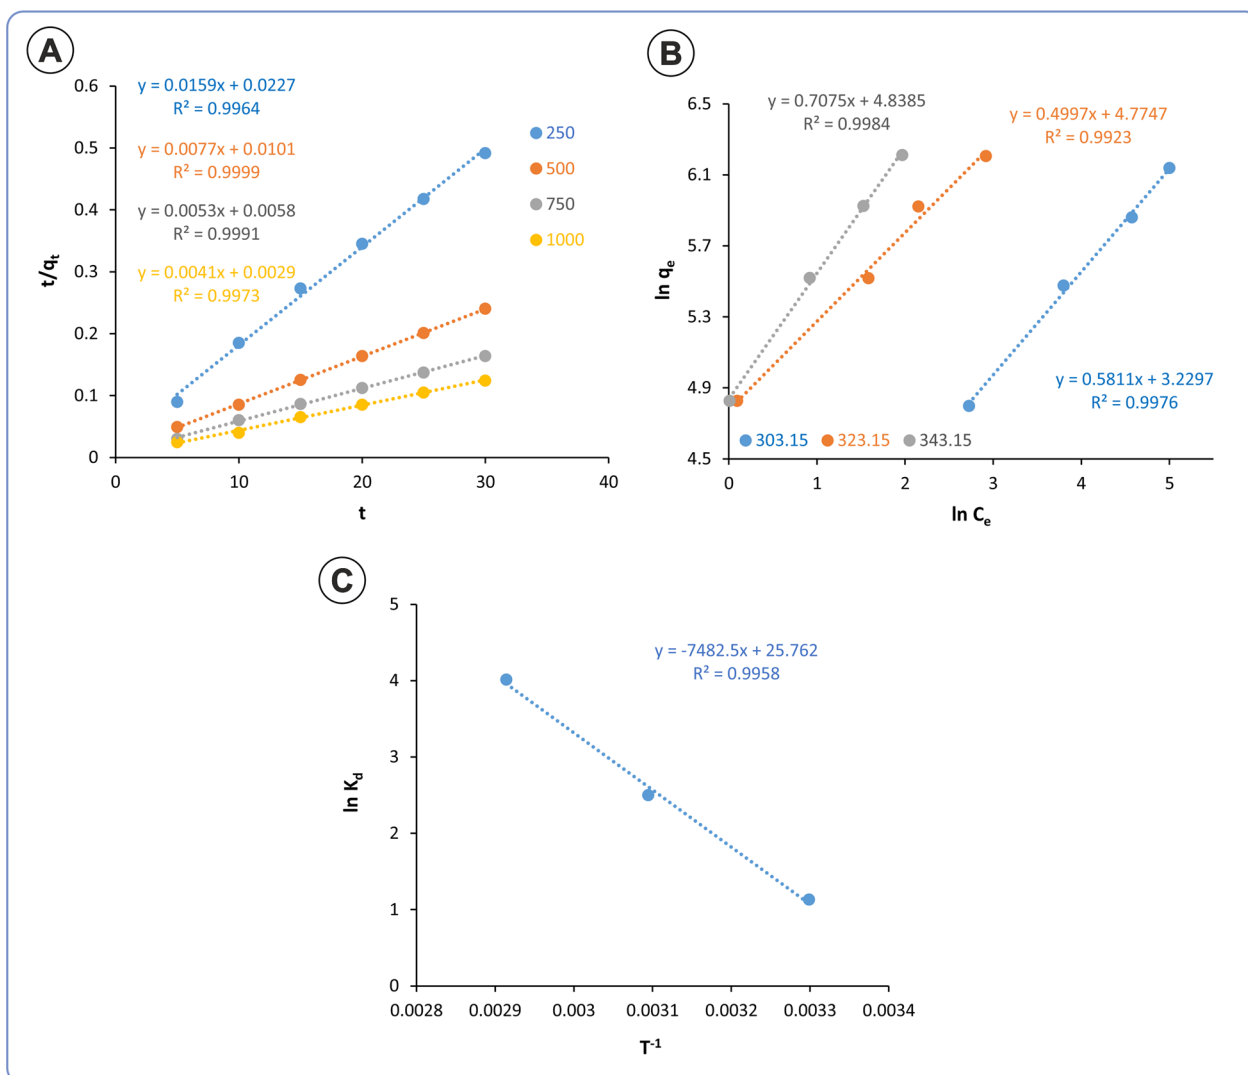 A
y = 0.0159x + 0.0227
R² = 0.9964
y = 0.0077x + 0.0101
R² = 0.9999
y = 0.0053x + 0.0058
R² = 0.9991
y = 0.0041x + 0.0029
R² = 0.9973
250
500
750
1000
0.6
0.5
0.4
0.3
0.2
0.1
0
t/qt
0 10 20 30 40
t
B
y = 0.7075x + 4.8385
R² = 0.9984
y = 0.4997x + 4.7747
R² = 0.9923
y = 0.5811x + 3.2297
R² = 0.9976
6.5
6.1
5.7
5.3
4.9
4.5
ln qe
303.15 323.15 343.15
0 1 2 3 4 5
ln Ce
C
y = -7482.5x + 25.762
R² = 0.9958
5
4
3
2
1
0
ln Kd
0.0028 0.0029 0.003 0.0031 0.0032 0.0033 0.0034
T-1